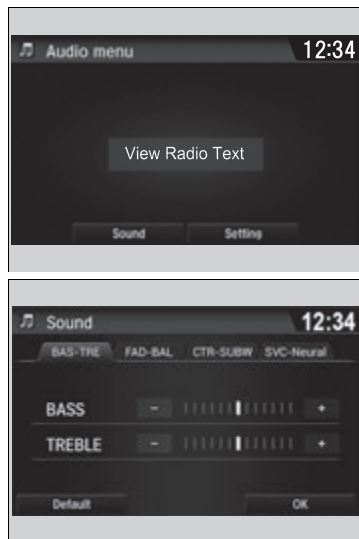 Audio menu 12:34
View Radio Text
Sound Setting
Sound 12:34
BAS-TRE FAD-BAL CTR-SUBW SVC-Neural
BASS - +
TREBLE - +
Default OK